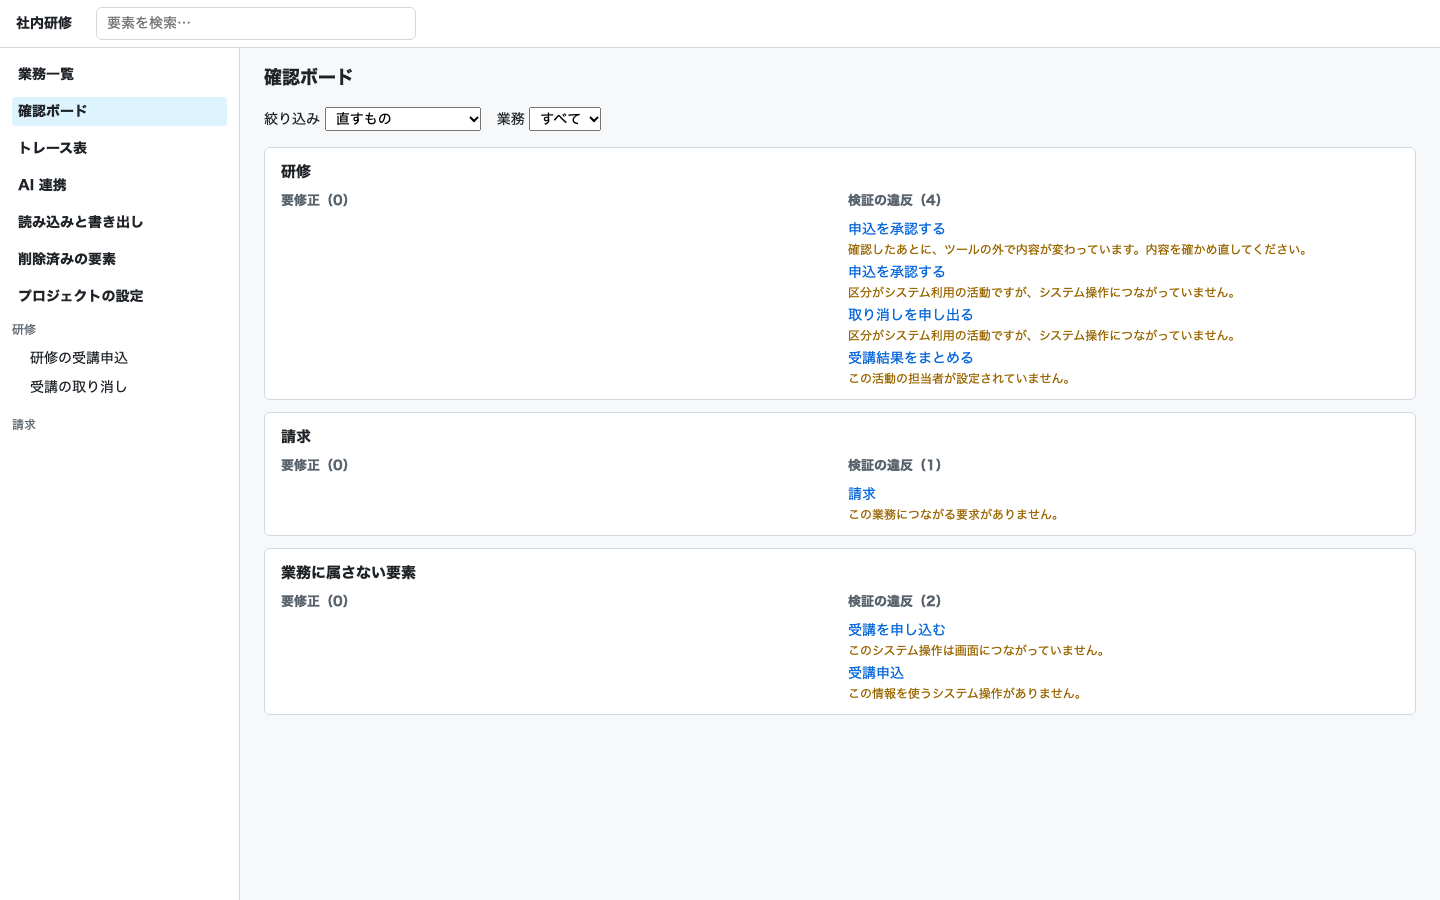 社内研修
要素を検索…
業務一覧
確認ボード
トレース表
AI 連携
読み込みと書き出し
削除済みの要素
プロジェクトの設定
研修
研修の受講申込
受講の取り消し
請求
確認ボード
絞り込み 直すもの 業務 すべて
研修
要修正（0）
検証の違反（4）
申込を承認する
確認したあとに、ツールの外で内容が変わっています。内容を確かめ直してください。
申込を承認する
区分がシステム利用の活動ですが、システム操作につながっていません。
取り消しを申し出る
区分がシステム利用の活動ですが、システム操作につながっていません。
受講結果をまとめる
この活動の担当者が設定されていません。
請求
要修正（0）
検証の違反（1）
請求
この業務につながる要求がありません。
業務に属さない要素
要修正（0）
検証の違反（2）
受講を申し込む
このシステム操作は画面につながっていません。
受講申込
この情報を使うシステム操作がありません。